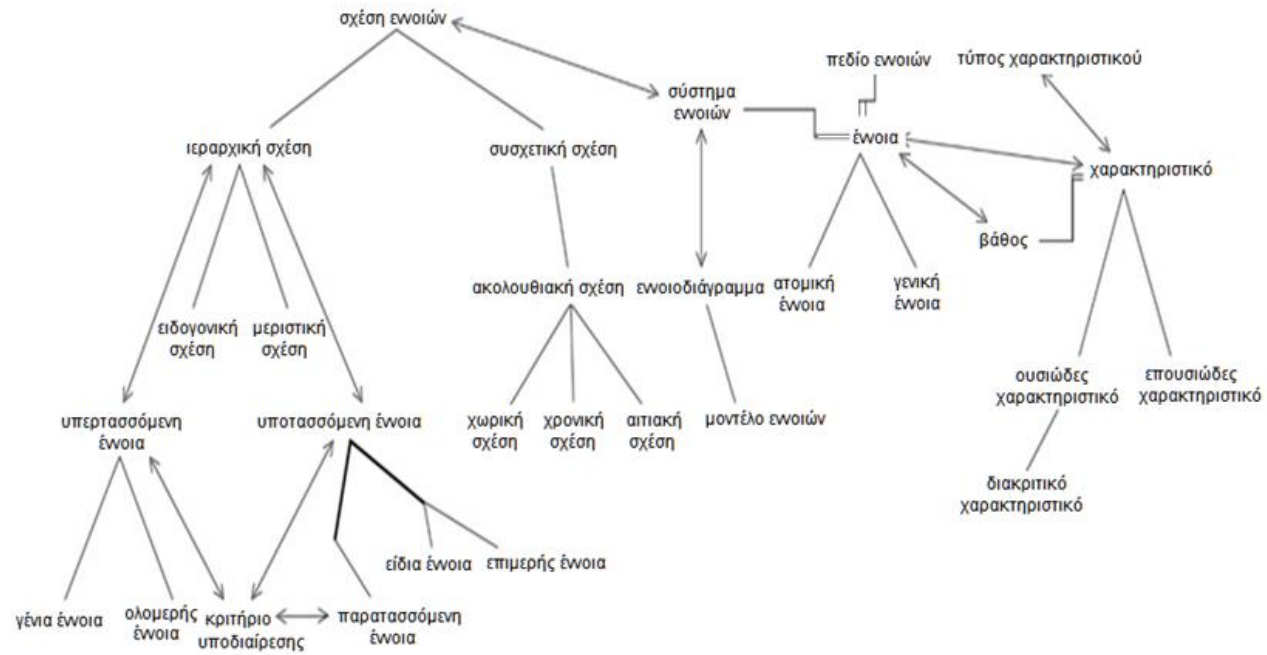 σχέση εννοιών
πεδίο εννοιών
τύπος χαρακτηριστικού
σύστημα
εννοιών
έννοια
ιεραρχική σχέση
συσχετική σχέση
χαρακτηριστικό
βάθος
ακολουθιακή σχέση
εννοιοδιάγραμμα
ατομική
έννοια
γενική
έννοια
ειδογονική
σχέση
μεριστική
σχέση
ουσιώδες
χαρακτηριστικό
επουσιώδες
χαρακτηριστικό
υπερτασσόμενη
έννοια
υποτασσόμενη έννοια
χωρική
σχέση
χρονική
σχέση
αιτιακή
σχέση
μοντέλο εννοιών
διακριτικό
χαρακτηριστικό
είδια έννοια
επιμερής έννοια
γένια έννοια
ολομερής
έννοια
κριτήριο
υποδιαίρεσης
παρατασσόμενη
έννοια